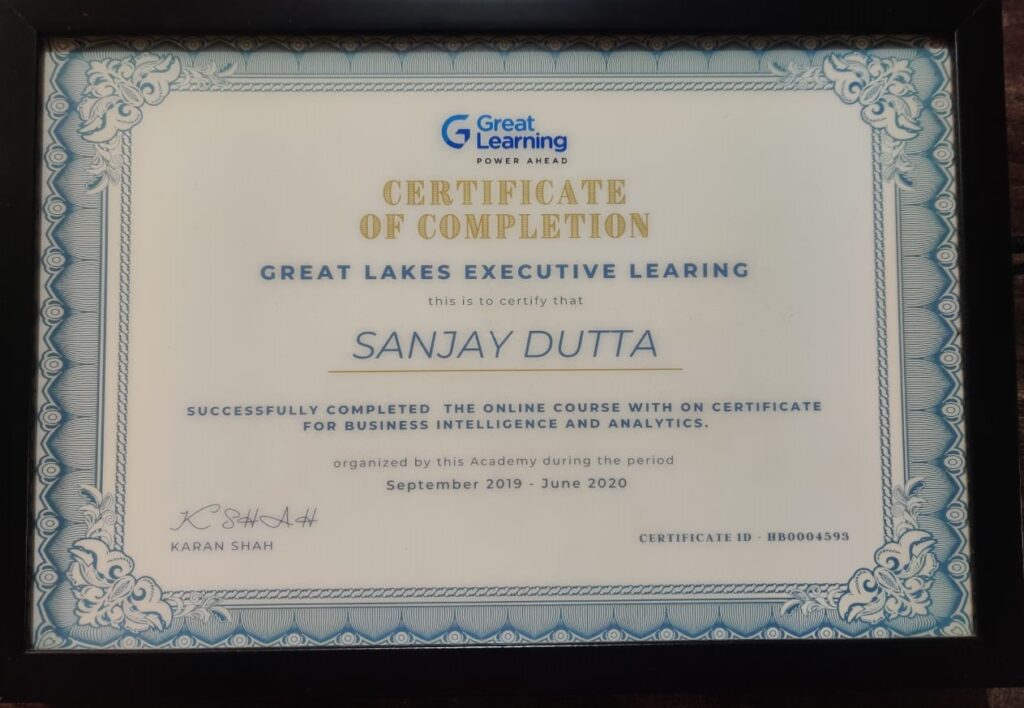 Great
Learning
POWER AHEAD
CERTIFICATE
OF COMPLETION
GREAT LAKES EXECUTIVE LEARING
this is to certify that
SANJAY DUTTA
SUCCESSFULLY COMPLETED THE ONLINE COURSE WITH ON CERTIFICATE
FOR BUSINESS INTELLIGENCE AND ANALYTICS.
organized by this Academy during the period
September 2019 - June 2020
K SHAH
KARAN SHAH
CERTIFICATE ID - HB0004593